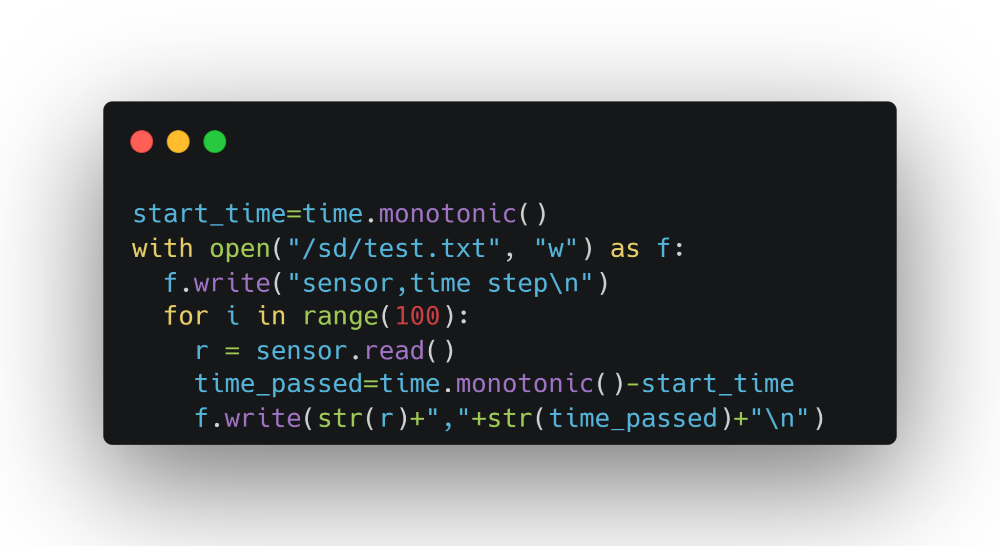 start_time=time.monotonic()
with open("/sd/test.txt", "w") as f:
  f.write("sensor,time step\n")
  for i in range(100):
    r = sensor.read()
    time_passed=time.monotonic()-start_time
    f.write(str(r)+","+str(time_passed)+"\n")